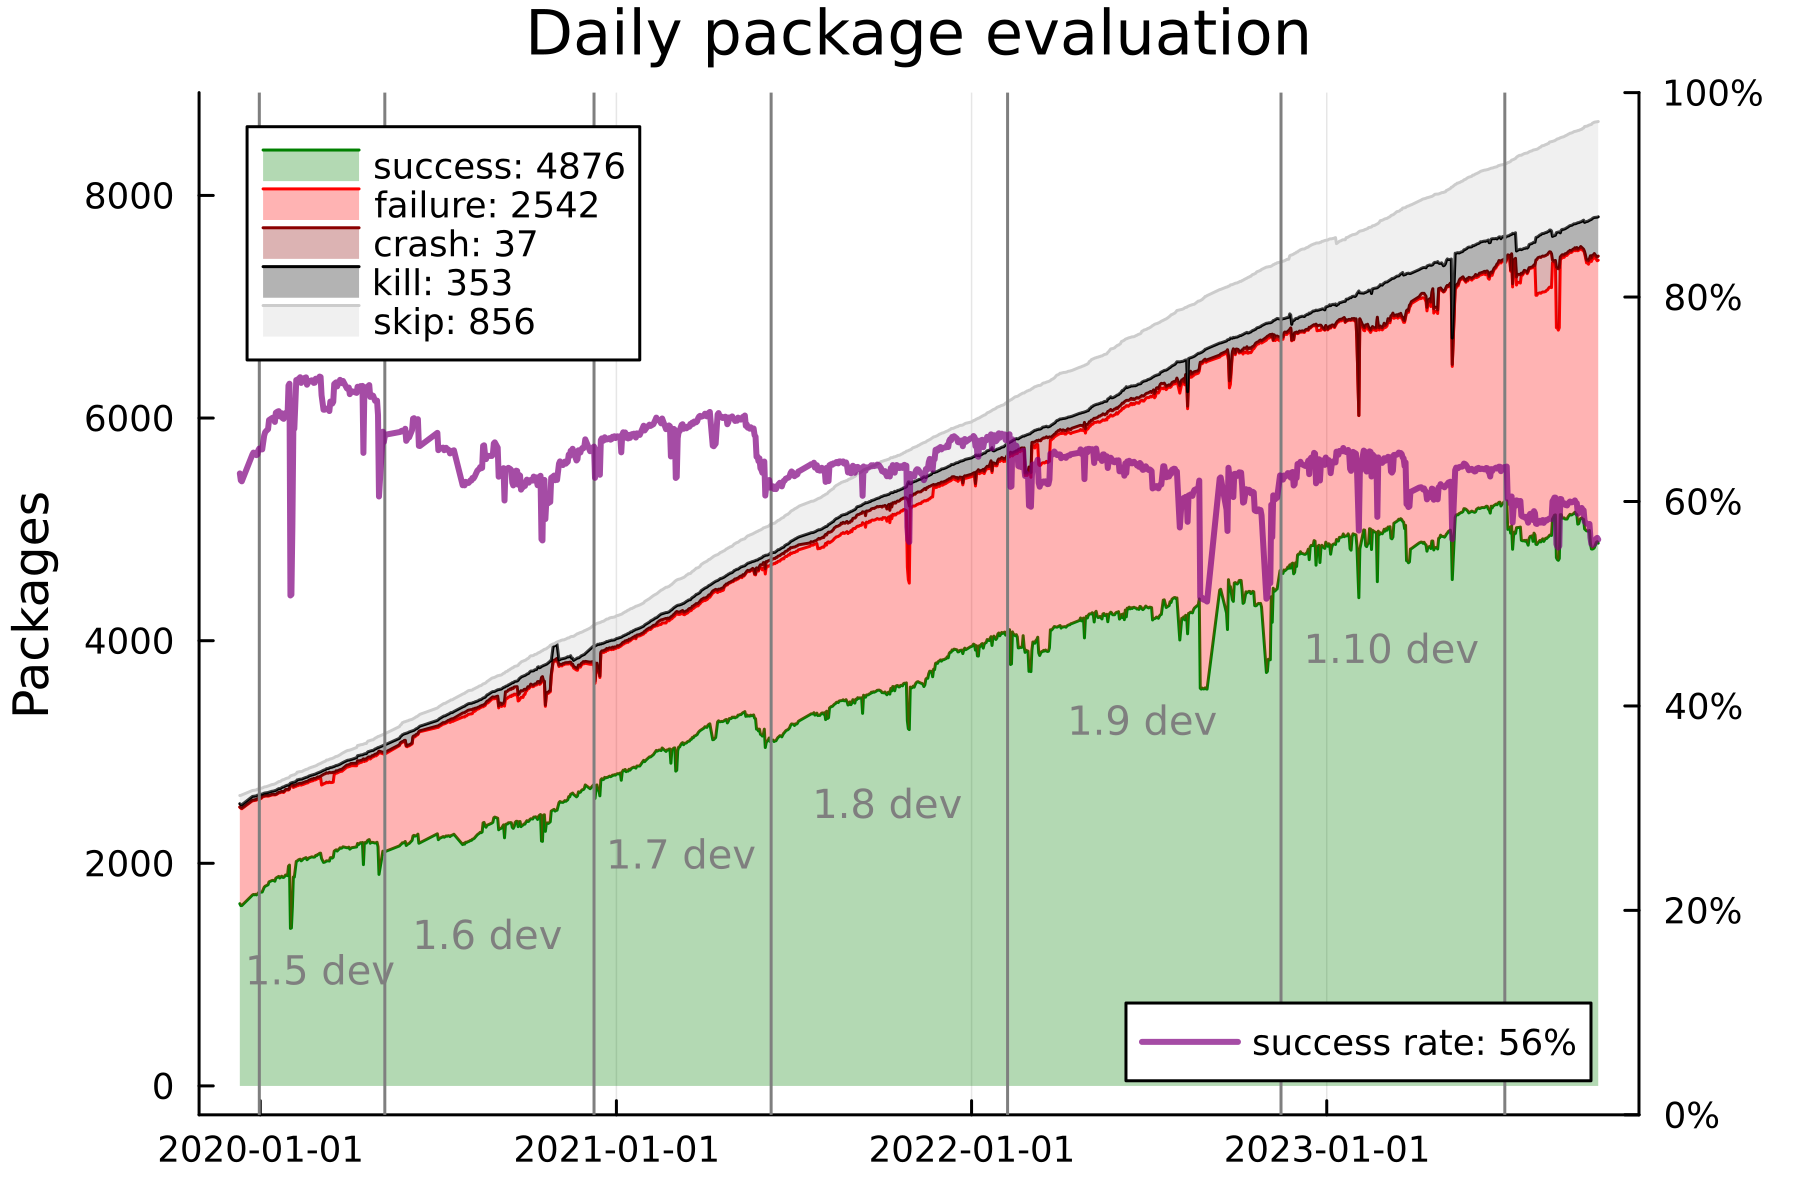 Daily package evaluation
success: 4876
failure: 2542
crash: 37
kill: 353
skip: 856
100%
80%
60%
40%
20%
0%
8000
6000
4000
2000
0
Packages
1.5 dev
1.6 dev
1.7 dev
1.8 dev
1.9 dev
1.10 dev
success rate: 56%
2020-01-01
2021-01-01
2022-01-01
2023-01-01